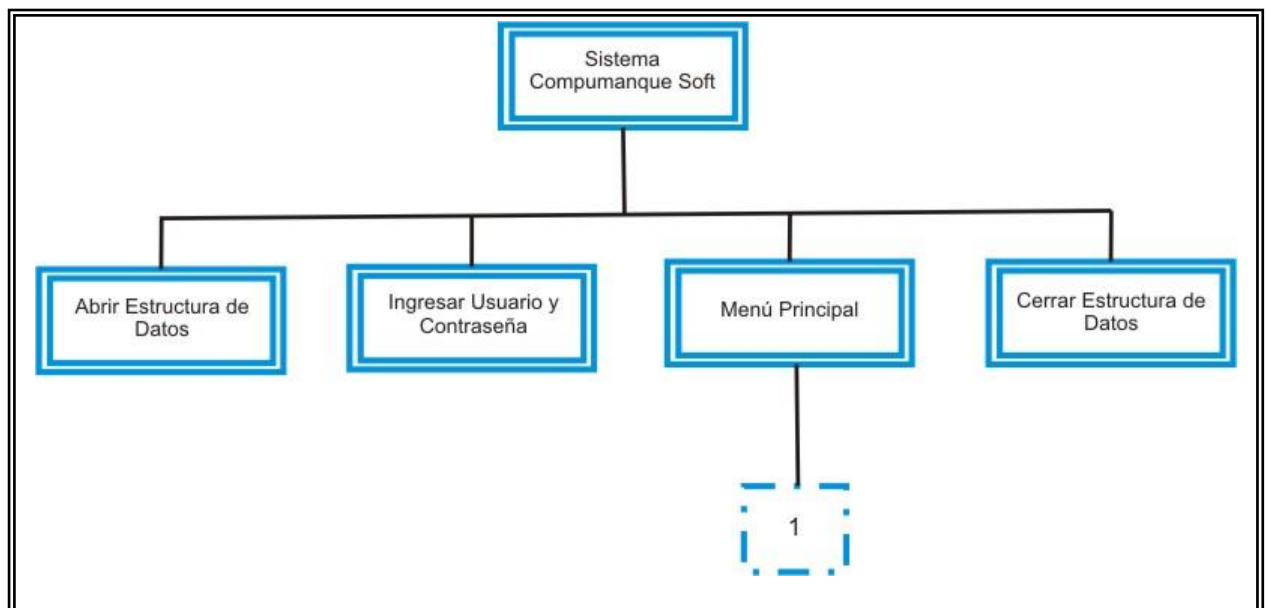 Sistema
Compumanque Soft
Abrir Estructura de
Datos
Ingresar Usuario y
Contraseña
Menú Principal
Cerrar Estructura de
Datos
1